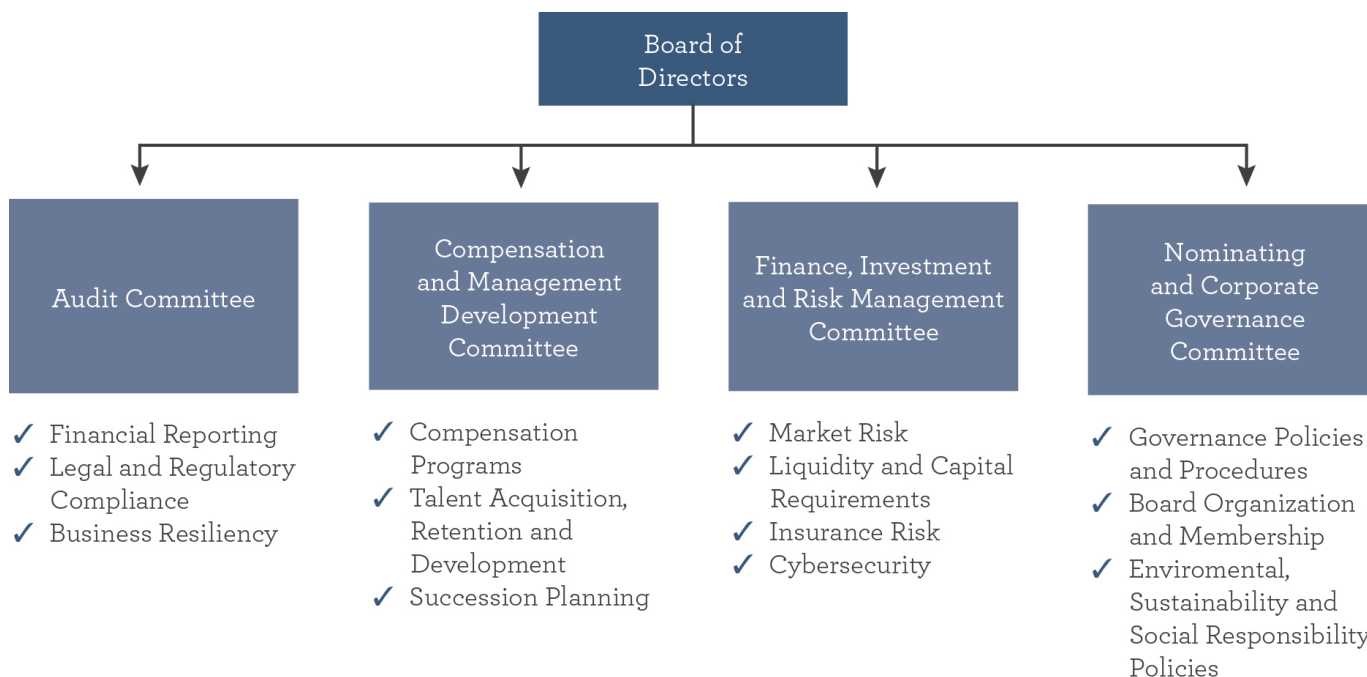 Board of
Directors
Audit Committee
Compensation
and Management
Development
Committee
Finance, Investment
and Risk Management
Committee
Nominating
and Corporate
Governance
Committee
✓ Financial Reporting
✓ Legal and Regulatory
Compliance
✓ Business Resiliency
✓ Compensation
Programs
✓ Talent Acquisition,
Retention and
Development
✓ Succession Planning
✓ Market Risk
✓ Liquidity and Capital
Requirements
✓ Insurance Risk
✓ Cybersecurity
✓ Governance Policies
and Procedures
✓ Board Organization
and Membership
✓ Enviromental,
Sustainability and
Social Responsibility
Policies